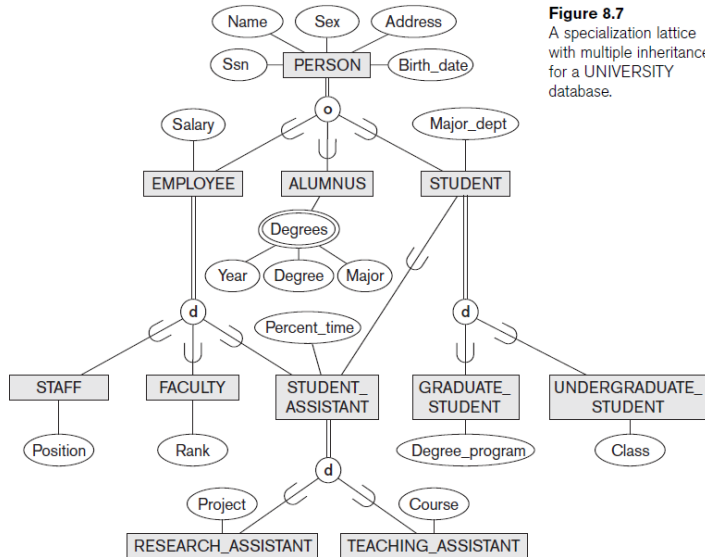 Figure 8.7
A specialization lattice
with multiple inheritance
for a UNIVERSITY
database.
Name
Sex
Address
Ssn
PERSON
Birth_date
o
Salary
Major_dept
EMPLOYEE
ALUMNUS
STUDENT
Degrees
Year
Degree
Major
d
d
Percent_time
STAFF
FACULTY
STUDENT_
ASSISTANT
GRADUATE_
STUDENT
UNDERGRADUATE_
STUDENT
Position
Rank
Degree_program
Class
d
Project
Course
RESEARCH_ASSISTANT
TEACHING_ASSISTANT